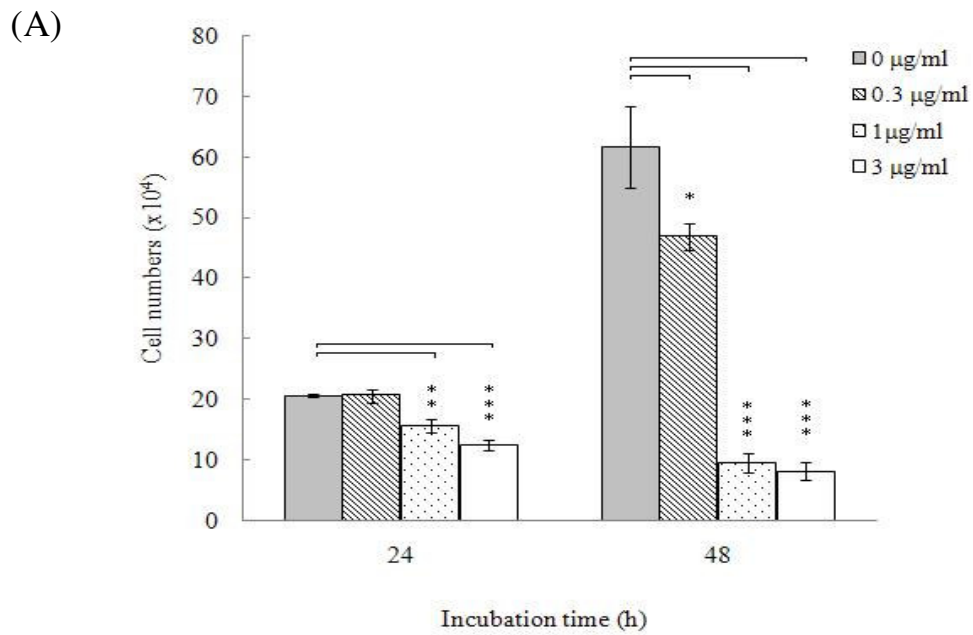 (A)
80
70
60
50
40
30
20
10
0
Cell numbers (x10⁴)
0 µg/ml
0.3 µg/ml
1µg/ml
3 µg/ml
**
***
*
***
***
24
48
Incubation time (h)